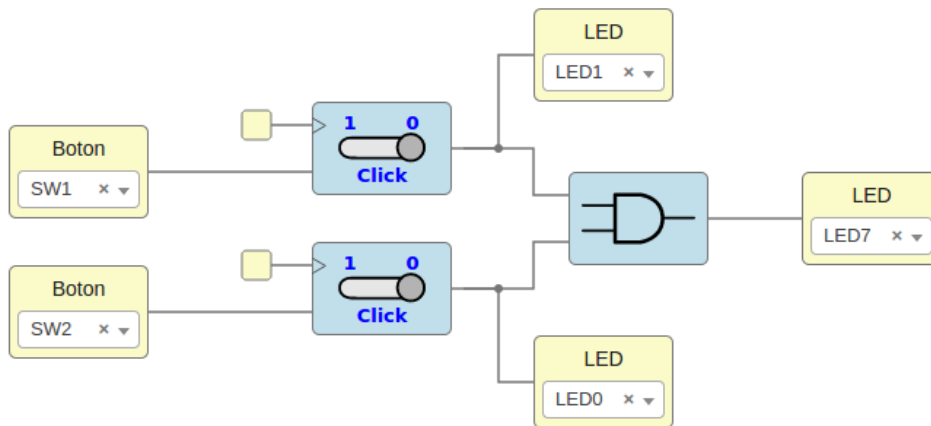 LED
LED1 × ▾
1 0
Click
Boton
SW1 × ▾
LED
LED7 × ▾
1 0
Click
Boton
SW2 × ▾
LED
LED0 × ▾